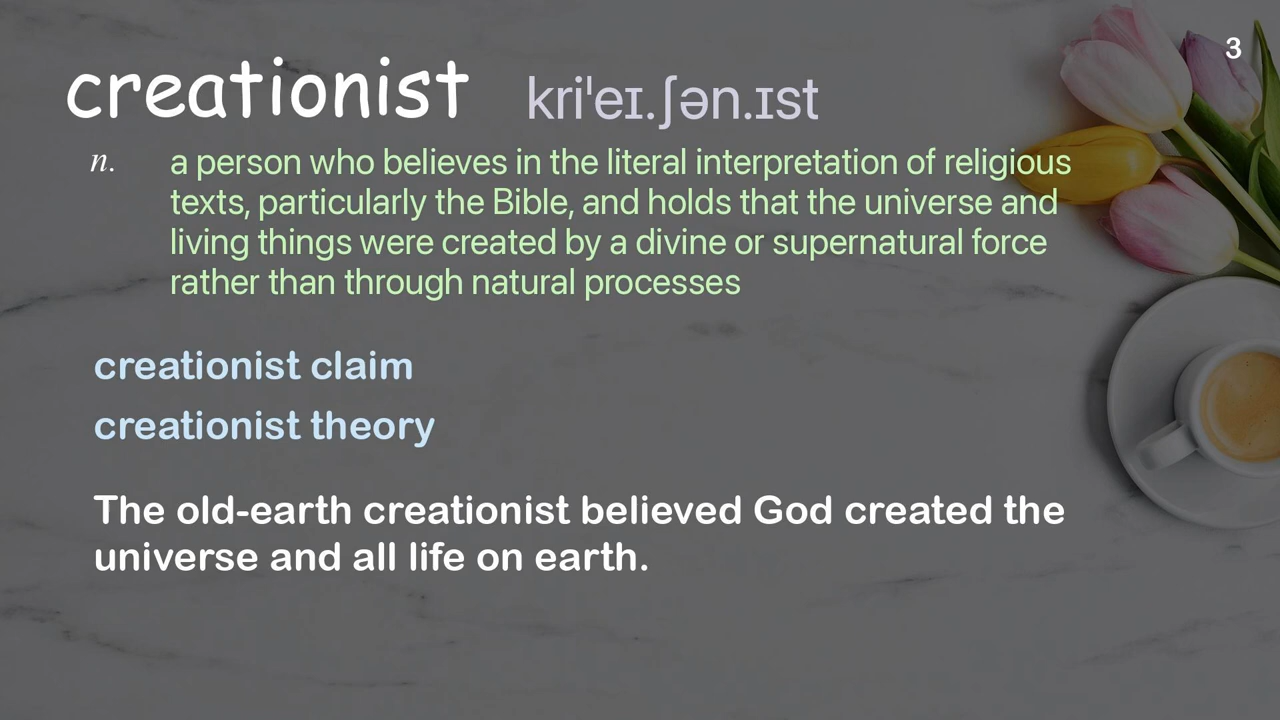 3
creationist kriˈeɪ.ʃən.ɪst
n. a person who believes in the literal interpretation of religious
texts, particularly the Bible, and holds that the universe and
living things were created by a divine or supernatural force
rather than through natural processes
creationist claim
creationist theory
The old-earth creationist believed God created the
universe and all life on earth.